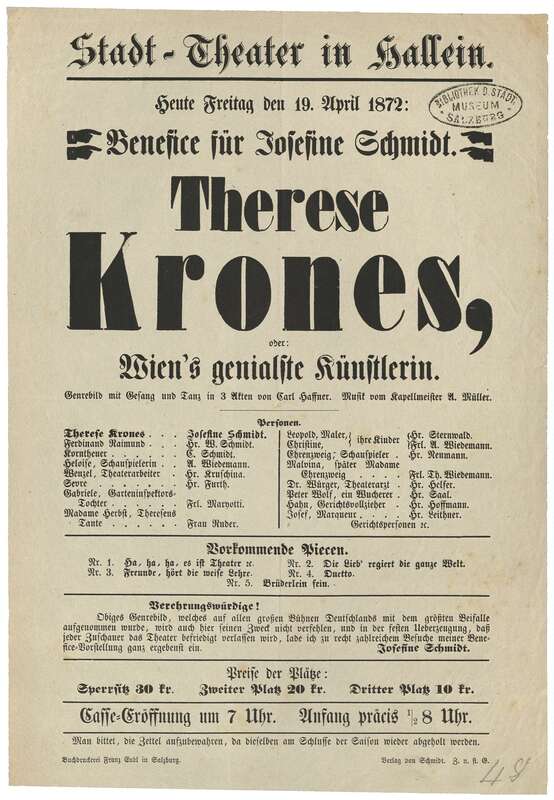 Stadt-Theater in Hallein.
BIBLIOTHEK D. STÄDT.
MUSEUM
SALZBURG
Heute Freitag den 19. April 1872:
Benefice für Josefine Schmidt.
Therese
Krones,
oder:
Wien's genialste Künstlerin.
Genrebild mit Gesang und Tanz in 3 Akten von Carl Haffner. Musik vom Kapellmeister A. Müller.
Personen.
Therese Krones . . . Josefine Schmidt.
Ferdinand Raimund . . . Hr. W. Schmidt.
Kornthener . . . . . C. Schmidt.
Heloise, Schauspielerin . . A. Wiedemann.
Wenzel, Theaterarbeiter . . Hr. Kruschina.
Sevre . . . . . . Hr. Furth.
Gabriele, Garteninspektors-
Tochter . . . . . Frl. Maryotti.
Madame Herbst, Theresens
Tante . . . . . . Frau Ruder.
Leopold, Maler, } ihre Kinder { Hr. Sternwald.
Christine, } ihre Kinder { Frl. A. Wiedemann.
Ehrenzweig, Schauspieler . Hr. Neumann.
Malvina, später Madame
Ehrenzweig . . . . Frl. Th. Wiedemann.
Dr. Würger, Theaterarzt . Hr. Helfer.
Peter Wolf, ein Wucherer . Hr. Saal.
Hahn, Gerichtsvollzieher . Hr. Hoffmann.
Josef, Marqueur . . . Hr. Leithner.
Gerichtspersonen ꝛc.
Vorkommende Piecen.
Nr. 1. Ha, ha, ha, es ist Theater ꝛc. Nr. 2. Die Lieb' regiert die ganze Welt.
Nr. 3. Freunde, hört die weise Lehre. Nr. 4. Duetto.
Nr. 5. Brüderlein fein.
Verehrungswürdige!
Obiges Genrebild, welches auf allen großen Bühnen Deutschlands mit dem größten Beifalle
aufgenommen wurde, wird auch hier seinen Zweck nicht verfehlen, und in der festen Ueberzeugung, daß
jeder Zuschauer das Theater befriedigt verlassen wird, lade ich zu recht zahlreichem Besuche meiner Bene-
fice-Vorstellung ganz ergebenst ein. Josefine Schmidt.
Preise der Plätze:
Sperrsitz 30 kr. Zweiter Platz 20 kr. Dritter Platz 10 kr.
Casse-Eröffnung um 7 Uhr. Anfang präcis ½ 8 Uhr.
Man bittet, die Zettel aufzubewahren, da dieselben am Schlusse der Saison wieder abgeholt werden.
Buchdruckerei Franz Endl in Salzburg. Verlag von Schmidt. Z. n. st. G.
48